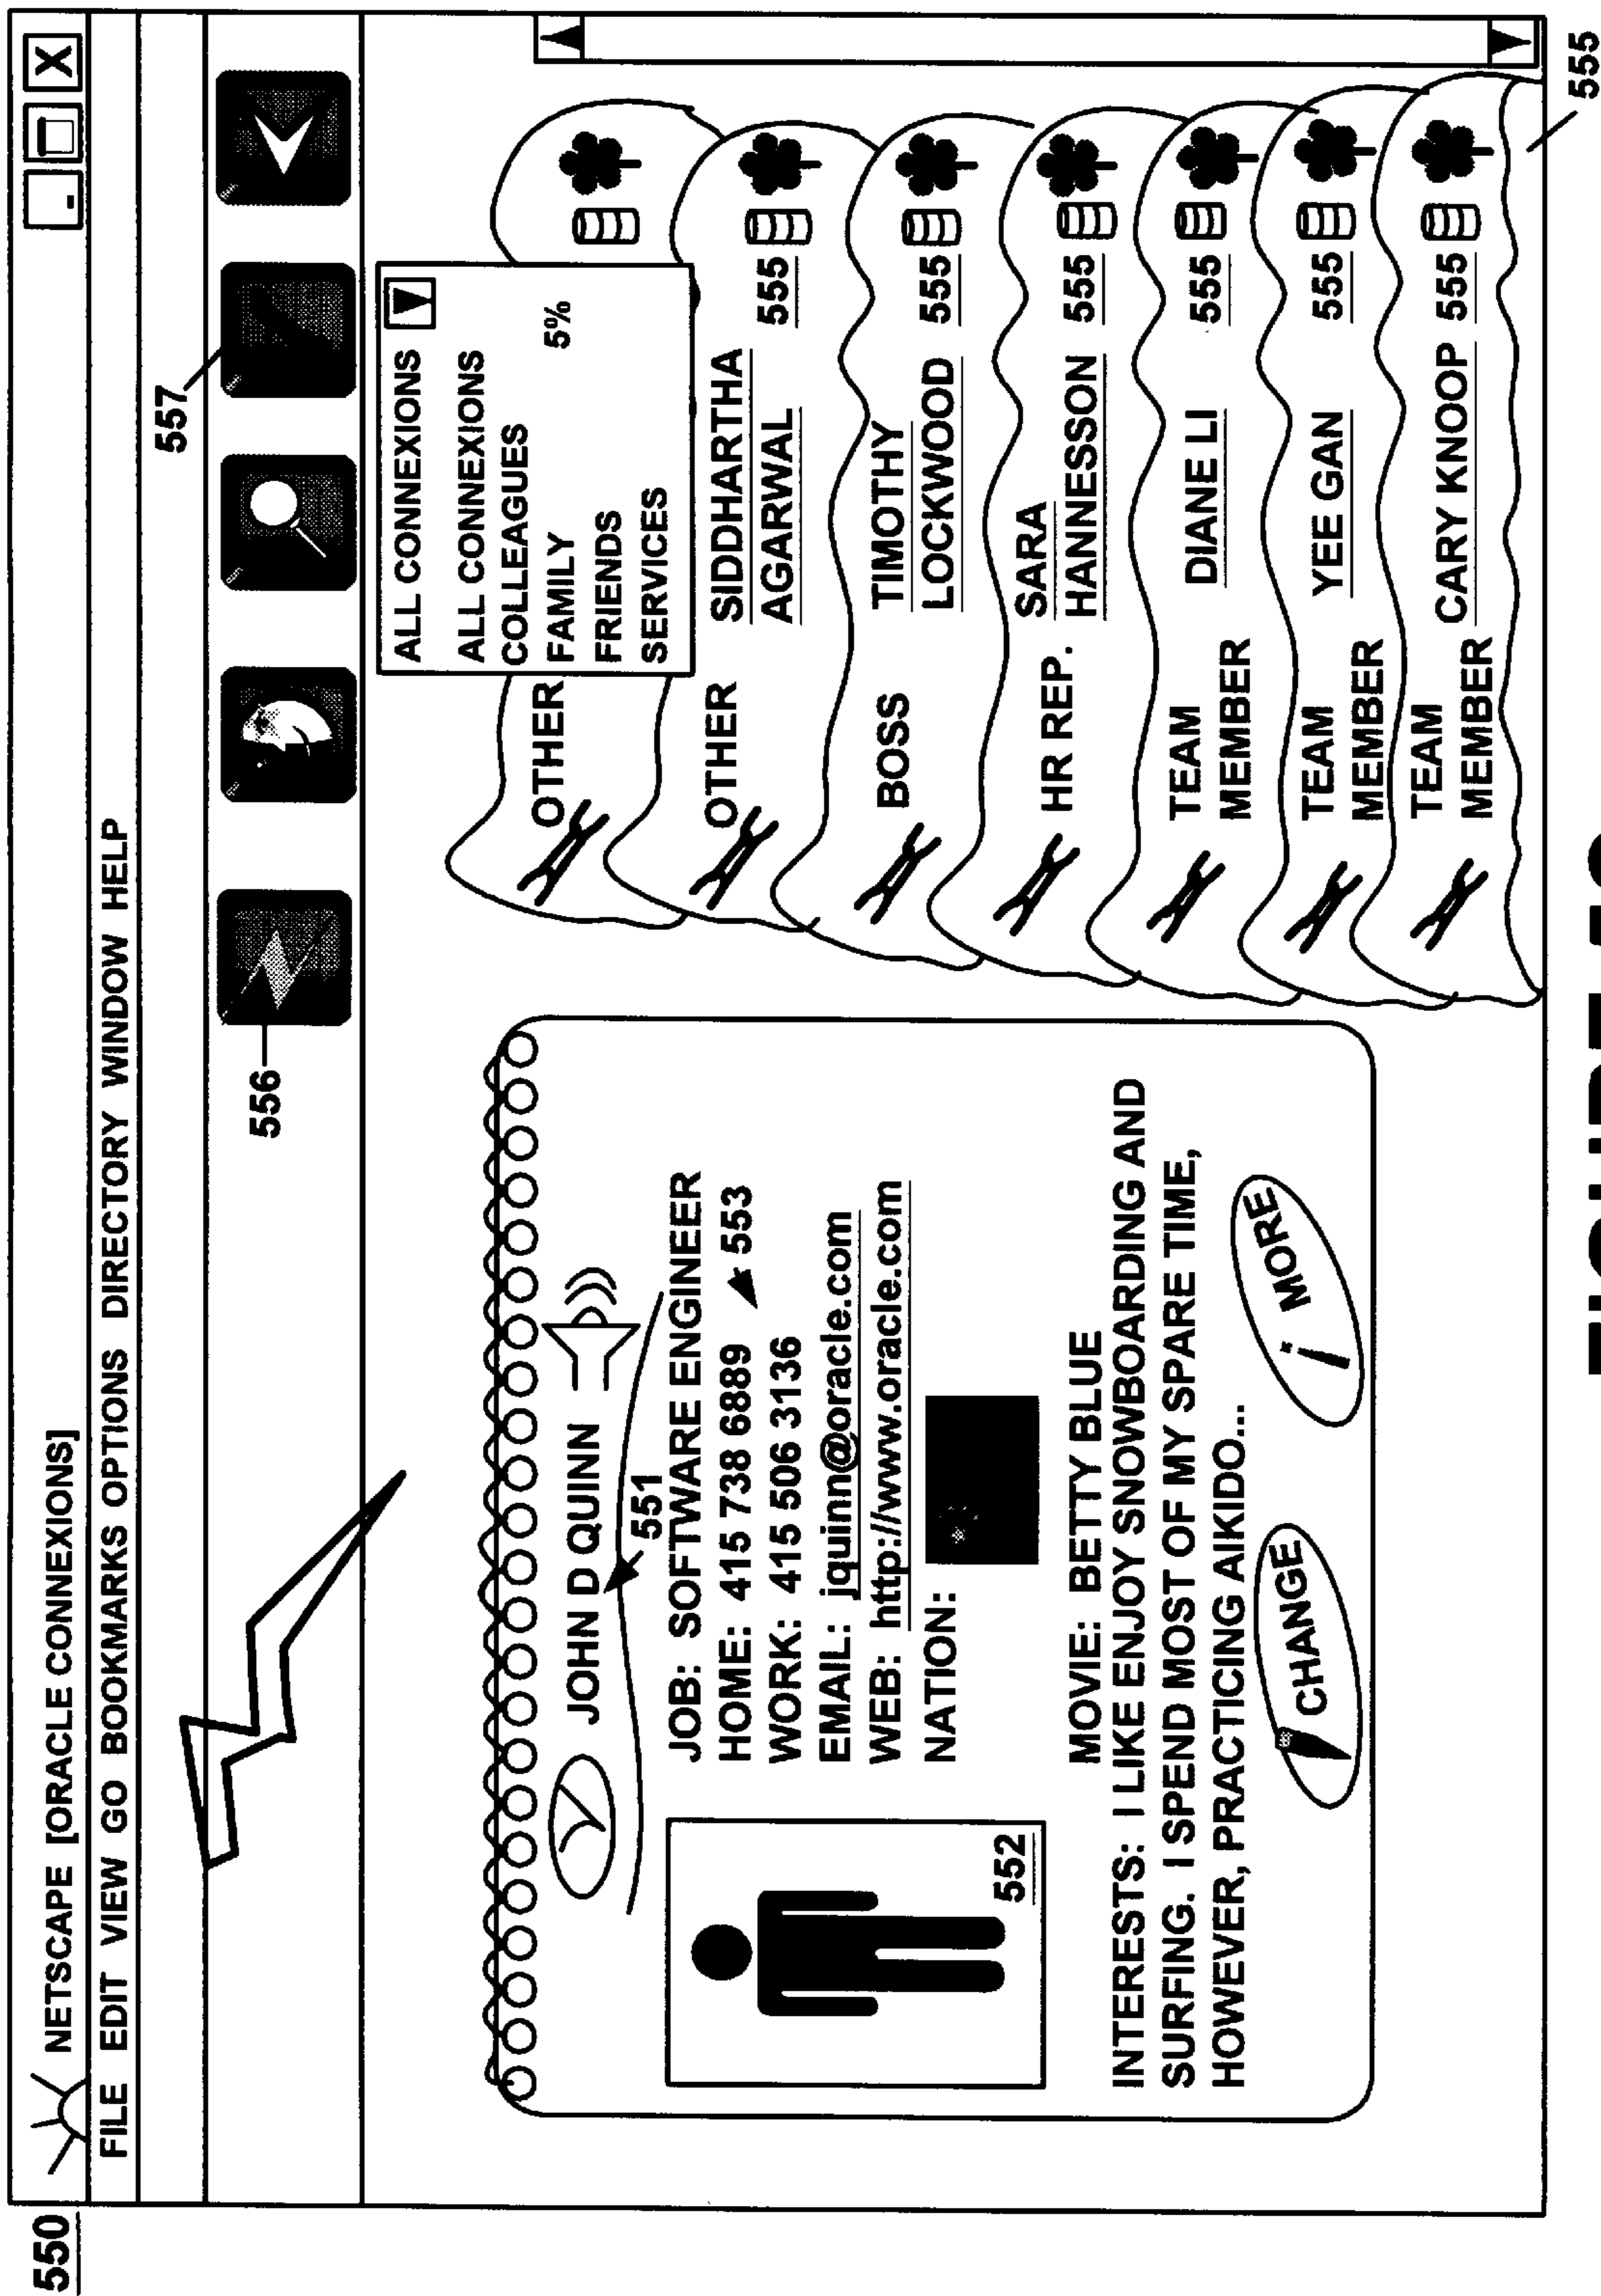 550
NETSCAPE [ORACLE CONNEXIONS]
FILE EDIT VIEW GO BOOKMARKS OPTIONS DIRECTORY WINDOW HELP
557
556
JOHN D QUINN
551
JOB: SOFTWARE ENGINEER
HOME: 415 738 6889 553
WORK: 415 506 3136
EMAIL: jquinn@oracle.com
WEB: http://www.oracle.com
NATION:
552
MOVIE: BETTY BLUE
INTERESTS: I LIKE ENJOY SNOWBOARDING AND
SURFING. I SPEND MOST OF MY SPARE TIME,
HOWEVER, PRACTICING AIKIDO...
CHANGE
i MORE
ALL CONNEXIONS
ALL CONNEXIONS
COLLEAGUES
FAMILY 5%
FRIENDS
SERVICES
OTHER
OTHER SIDDHARTHA
AGARWAL 555
BOSS TIMOTHY
LOCKWOOD 555
HR REP. SARA
HANNESSON 555
TEAM
MEMBER DIANE LI 555
TEAM
MEMBER YEE GAN 555
TEAM
MEMBER CARY KNOOP 555
555